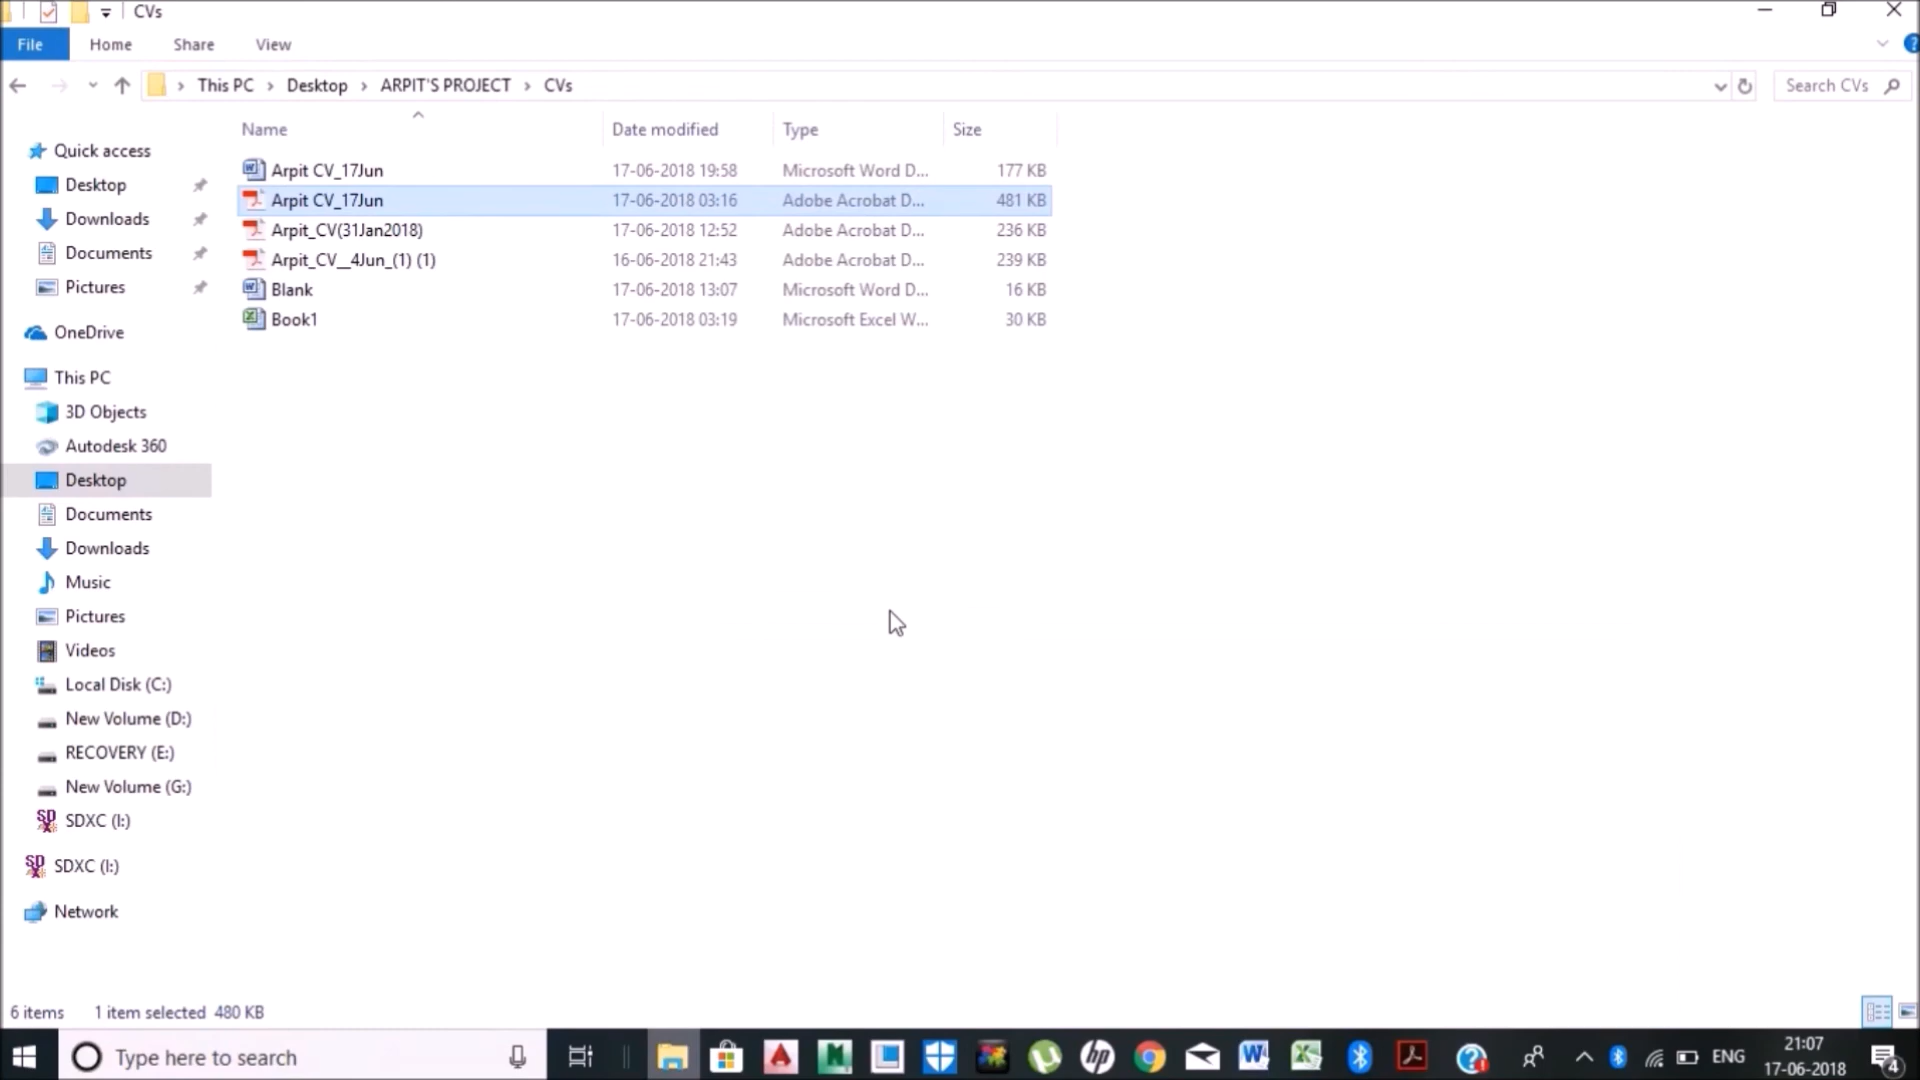 CVs
File Home Share View
This PC > Desktop > ARPIT'S PROJECT > CVs
Search CVs
Name Date modified Type Size
Arpit CV_17Jun 17-06-2018 19:58 Microsoft Word D... 177 KB
Arpit CV_17Jun 17-06-2018 03:16 Adobe Acrobat D... 481 KB
Arpit_CV(31Jan2018) 17-06-2018 12:52 Adobe Acrobat D... 236 KB
Arpit_CV__4Jun_(1) (1) 16-06-2018 21:43 Adobe Acrobat D... 239 KB
Blank 17-06-2018 13:07 Microsoft Word D... 16 KB
Book1 17-06-2018 03:19 Microsoft Excel W... 30 KB
Quick access
Desktop
Downloads
Documents
Pictures
OneDrive
This PC
3D Objects
Autodesk 360
Desktop
Documents
Downloads
Music
Pictures
Videos
Local Disk (C:)
New Volume (D:)
RECOVERY (E:)
New Volume (G:)
SDXC (I:)
SDXC (I:)
Network
6 items 1 item selected 480 KB
Type here to search
ENG
21:07
17-06-2018
4